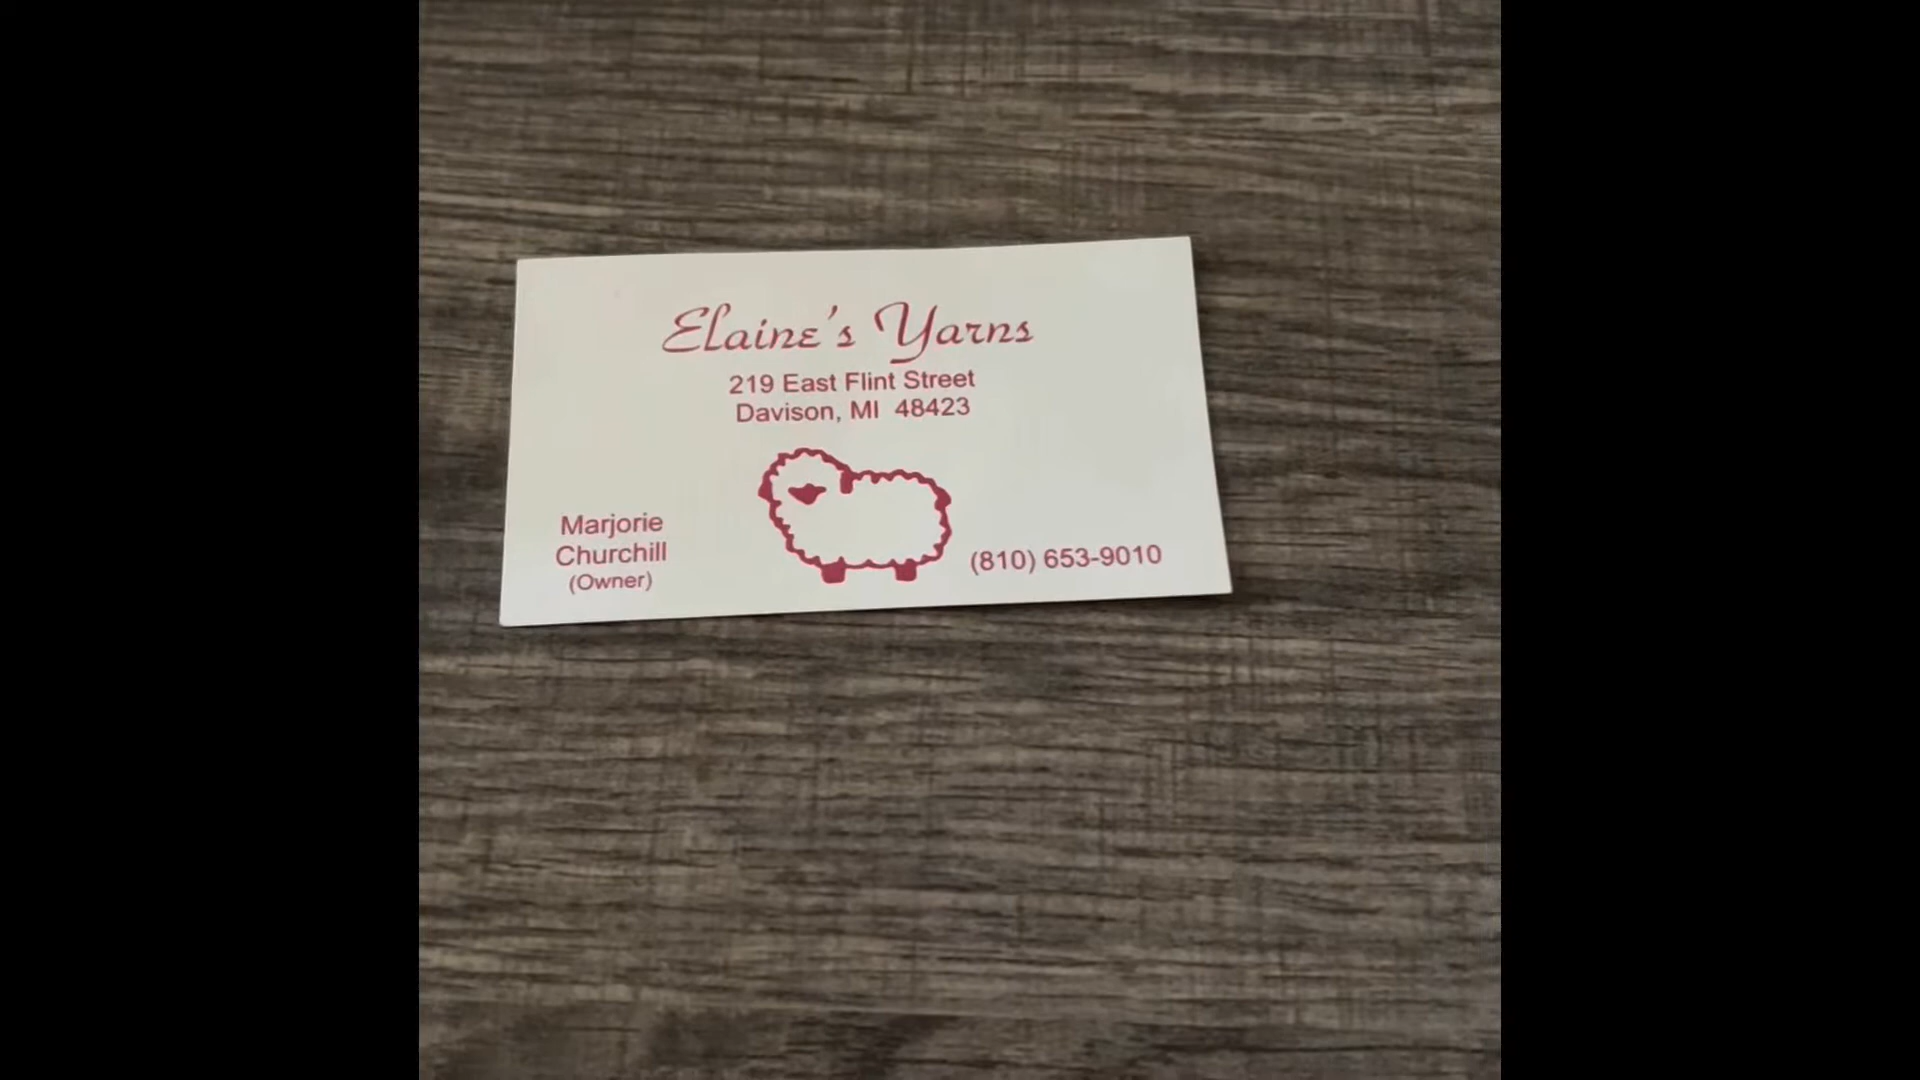 Elaine's Yarns
219 East Flint Street
Davison, MI 48423
Marjorie
Churchill
(Owner)
(810) 653-9010